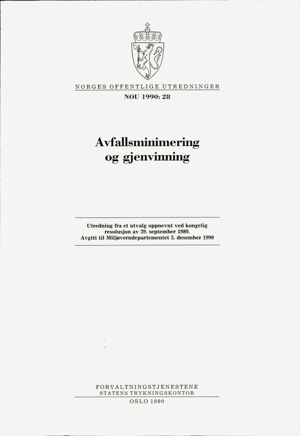 NORGES OFFENTLIGE UTREDNINGER
NOU 1990: 28
Avfallsminimering
og gjenvinning
Utredning fra et utvalg oppnevnt ved kongelig
resolusjon av 29. september 1989.
Avgitt til Miljøverndepartementet 3. desember 1990
FORVALTNINGSTJENESTENE
STATENS TRYKNINGSKONTOR
OSLO 1990